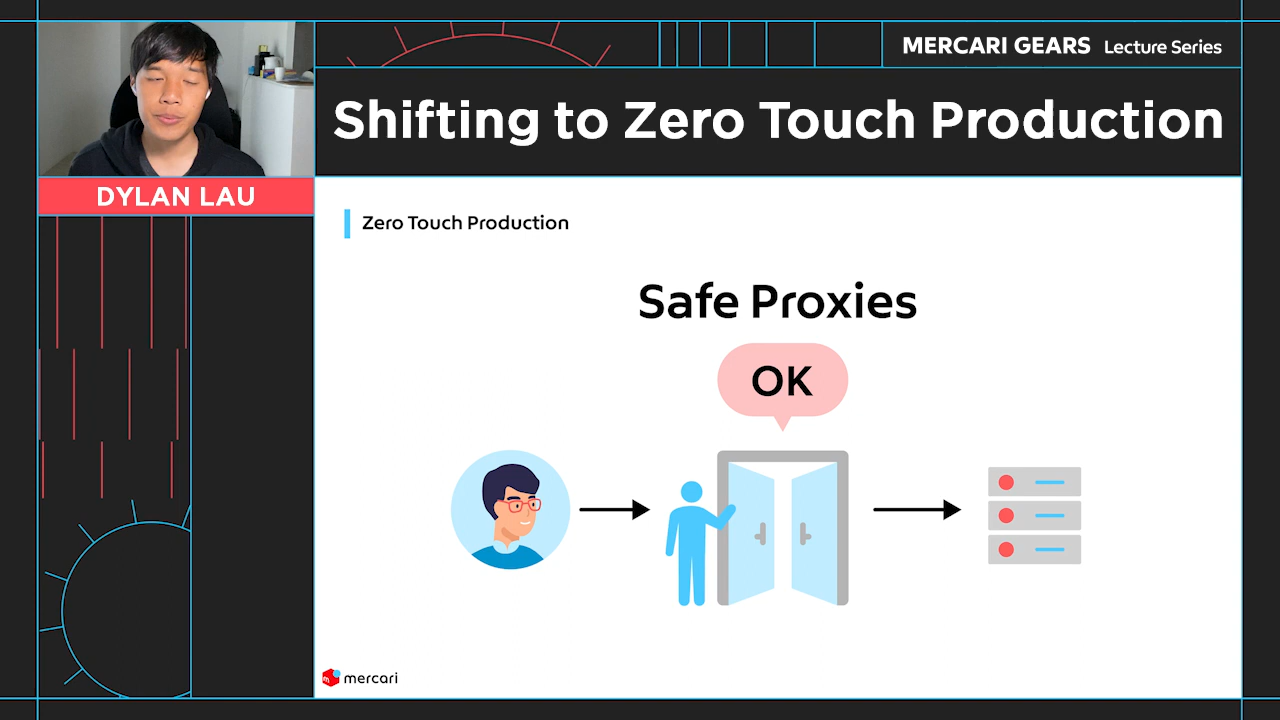 MERCARI GEARS Lecture Series
Shifting to Zero Touch Production
DYLAN LAU
Zero Touch Production
Safe Proxies
OK
mercari